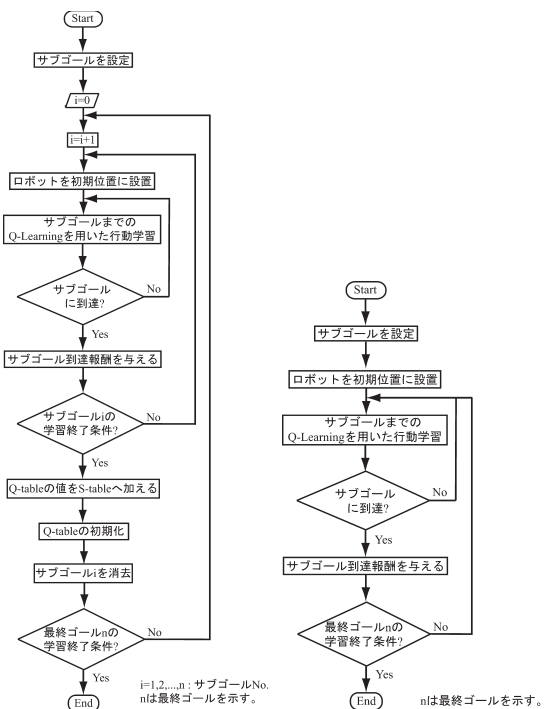 Start
サブゴールを設定
i=0
i=i+1
ロボットを初期位置に設置
サブゴールまでの
Q-Learningを用いた行動学習
サブゴール
に到達?
No
Yes
サブゴール到達報酬を与える
サブゴールiの
学習終了条件?
No
Yes
Q-tableの値をS-tableへ加える
Q-tableの初期化
サブゴールiを消去
最終ゴールnの
学習終了条件?
No
Yes
End
i=1,2,...,n : サブゴールNo.
nは最終ゴールを示す。
Start
サブゴールを設定
ロボットを初期位置に設置
サブゴールまでの
Q-Learningを用いた行動学習
サブゴール
に到達?
No
Yes
サブゴール到達報酬を与える
最終ゴールnの
学習終了条件?
No
Yes
End
nは最終ゴールを示す。